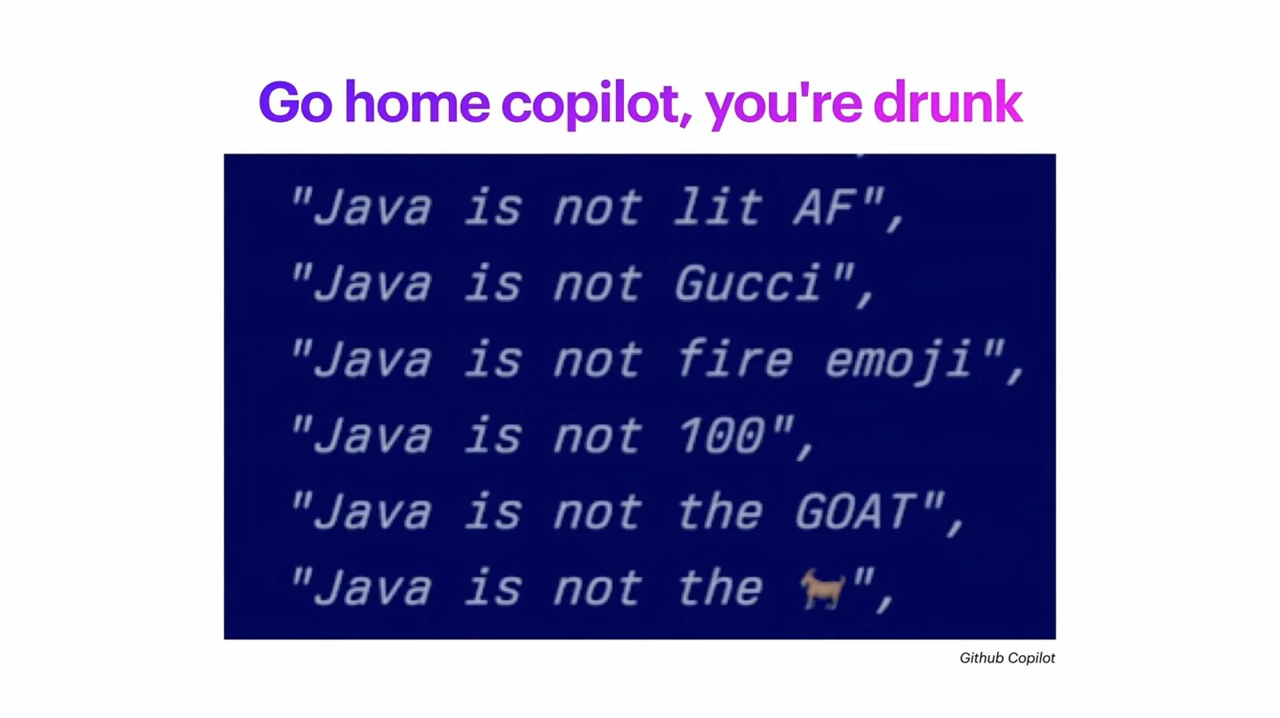 Go home copilot, you're drunk
"Java is not lit AF",
"Java is not Gucci",
"Java is not fire emoji",
"Java is not 100",
"Java is not the GOAT",
"Java is not the 🐐",
Github Copilot